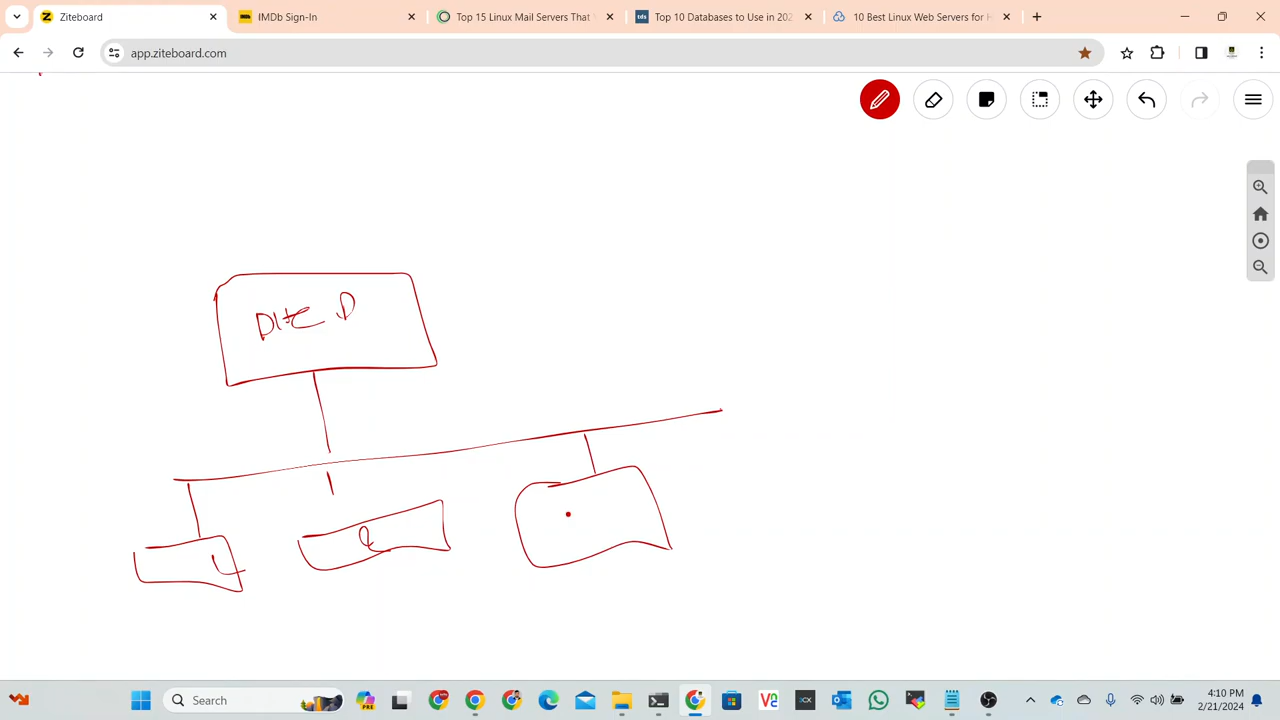 Ziteboard
IMDb Sign-In
Top 15 Linux Mail Servers That
Top 10 Databases to Use in 202
10 Best Linux Web Servers for H
app.ziteboard.com
Search
PRE
4:10 PM
2/21/2024